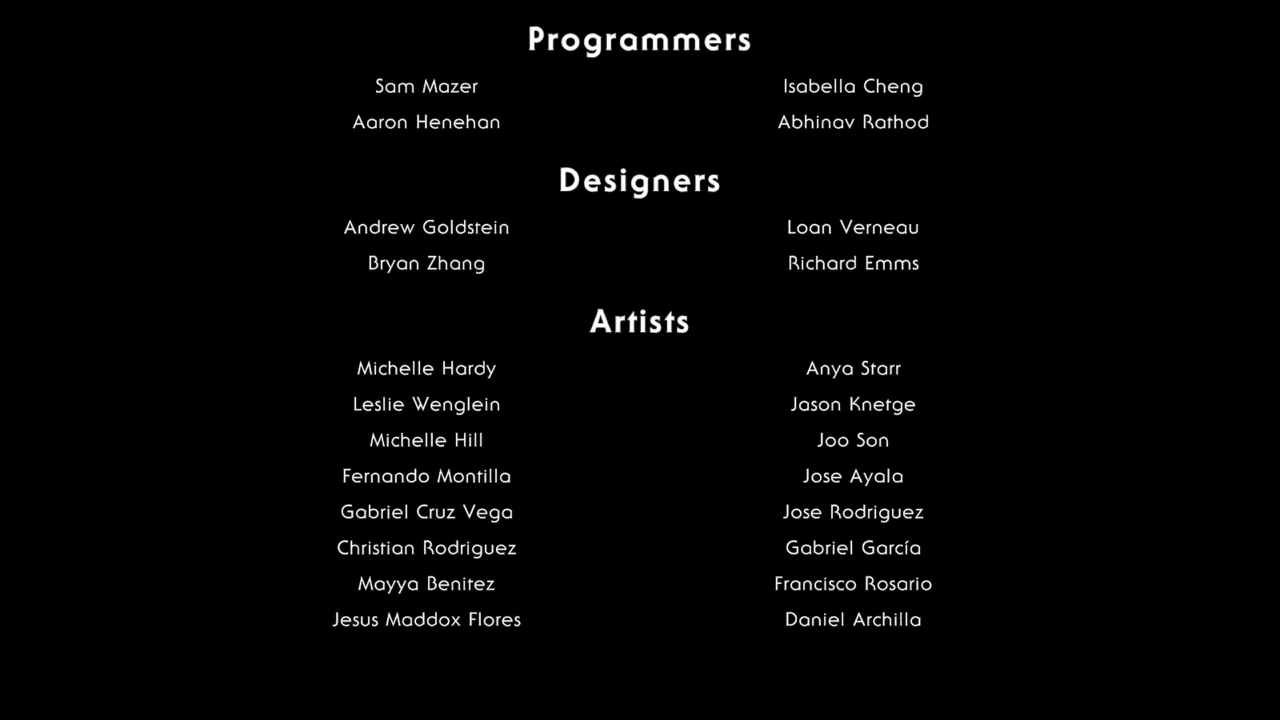 Programmers
Sam Mazer Isabella Cheng
Aaron Henehan Abhinav Rathod
Designers
Andrew Goldstein Loan Verneau
Bryan Zhang Richard Emms
Artists
Michelle Hardy Anya Starr
Leslie Wenglein Jason Knetge
Michelle Hill Joo Son
Fernando Montilla Jose Ayala
Gabriel Cruz Vega Jose Rodriguez
Christian Rodriguez Gabriel García
Mayya Benitez Francisco Rosario
Jesus Maddox Flores Daniel Archilla